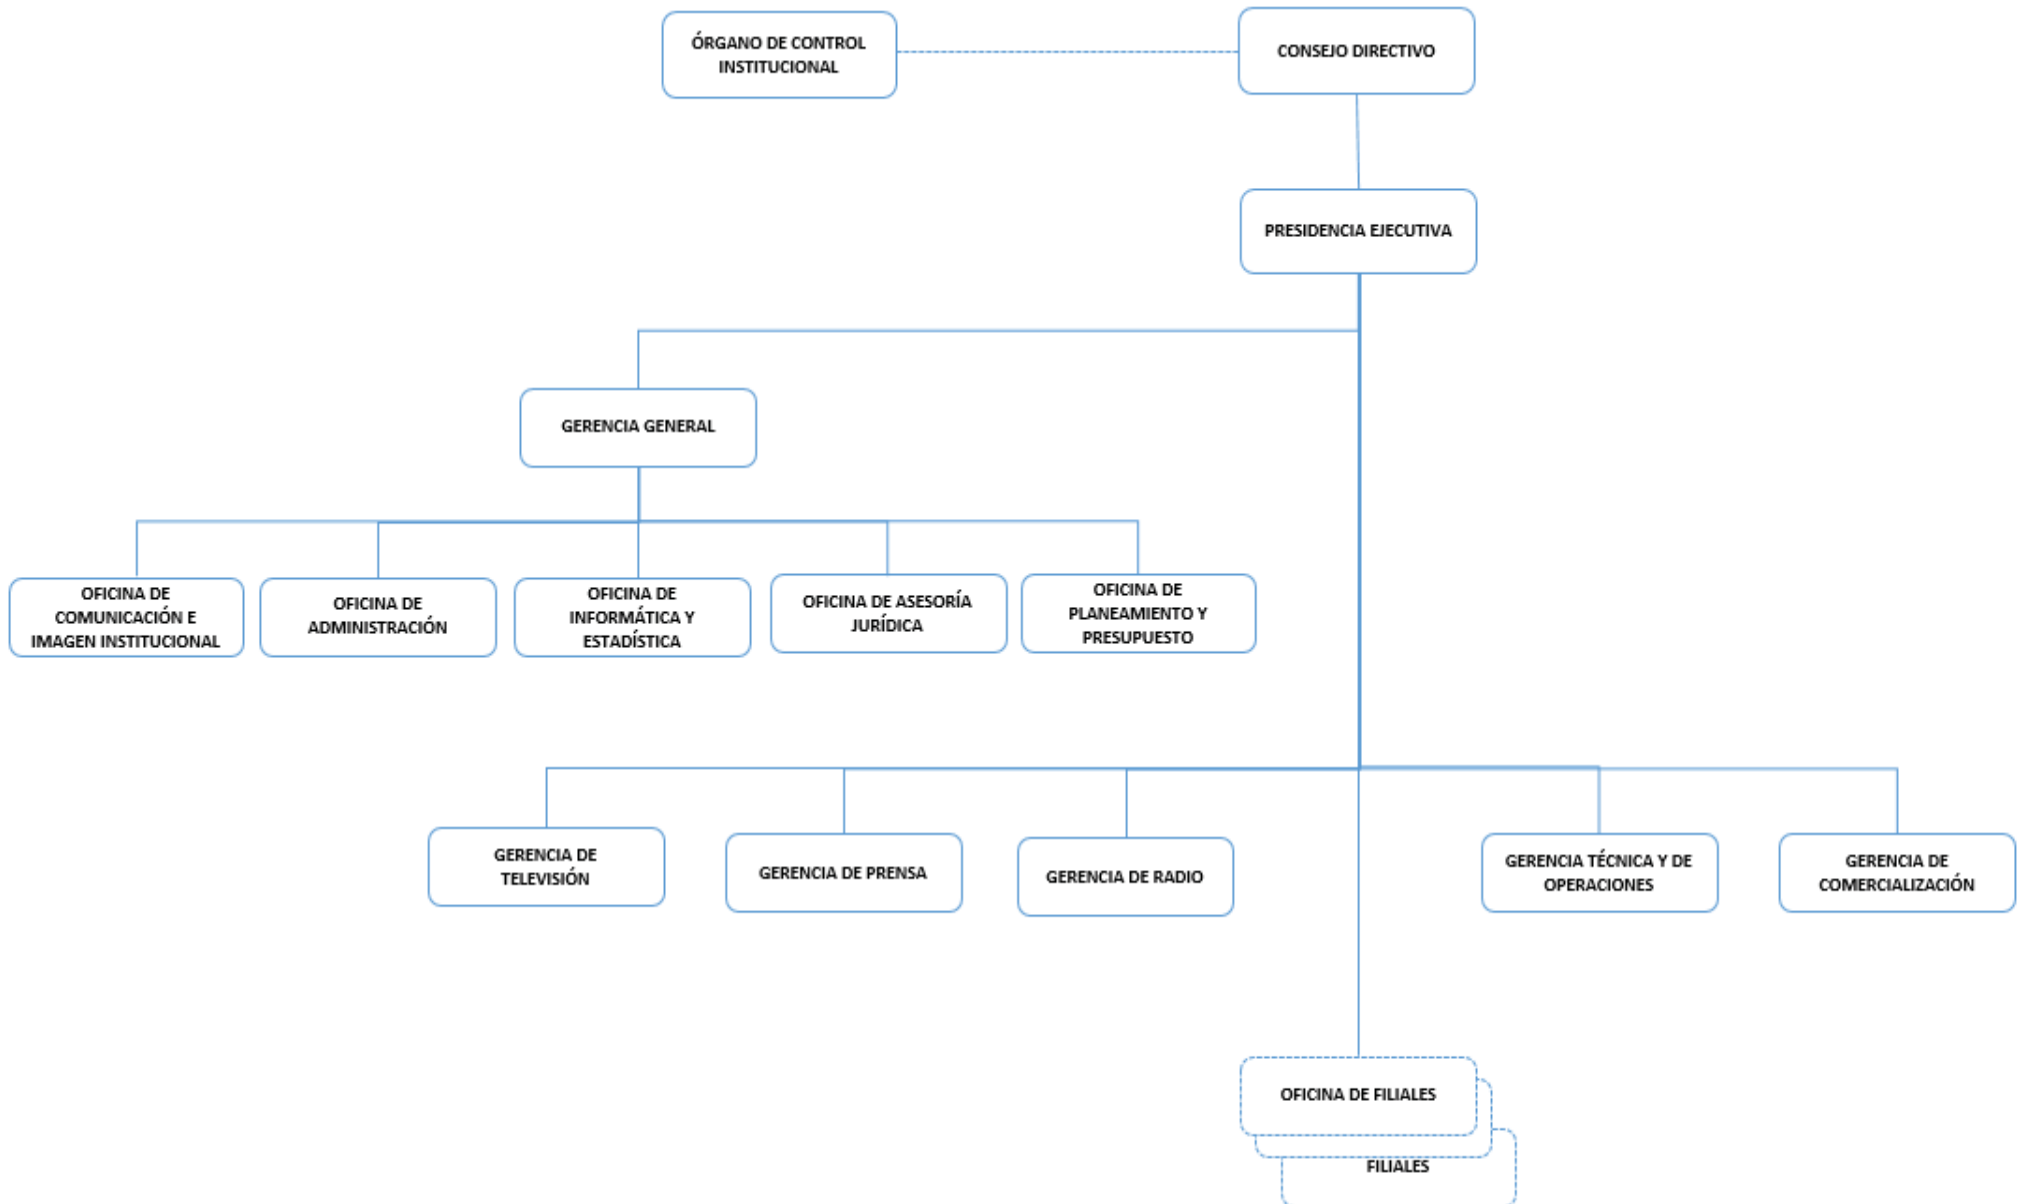 ÓRGANO DE CONTROL
INSTITUCIONAL
CONSEJO DIRECTIVO
PRESIDENCIA EJECUTIVA
GERENCIA GENERAL
OFICINA DE
COMUNICACIÓN E
IMAGEN INSTITUCIONAL
OFICINA DE
ADMINISTRACIÓN
OFICINA DE
INFORMÁTICA Y
ESTADÍSTICA
OFICINA DE ASESORÍA
JURÍDICA
OFICINA DE
PLANEAMIENTO Y
PRESUPUESTO
GERENCIA DE
TELEVISIÓN
GERENCIA DE PRENSA
GERENCIA DE RADIO
GERENCIA TÉCNICA Y DE
OPERACIONES
GERENCIA DE
COMERCIALIZACIÓN
OFICINA DE FILIALES
FILIALES